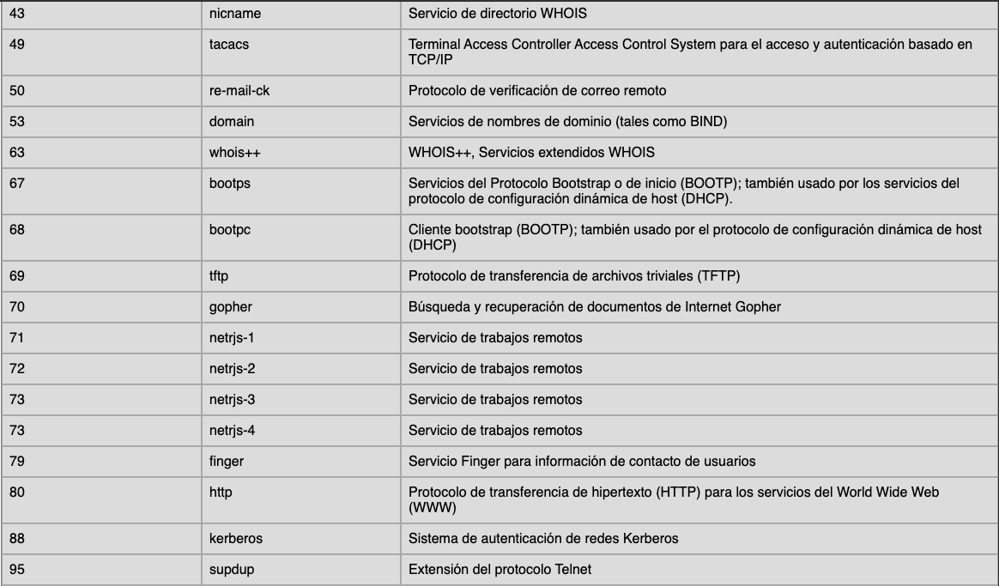 43 nicname Servicio de directorio WHOIS
49 tacacs Terminal Access Controller Access Control System para el acceso y autenticación basado en
TCP/IP
50 re-mail-ck Protocolo de verificación de correo remoto
53 domain Servicios de nombres de dominio (tales como BIND)
63 whois++ WHOIS++, Servicios extendidos WHOIS
67 bootps Servicios del Protocolo Bootstrap o de inicio (BOOTP); también usado por los servicios del
protocolo de configuración dinámica de host (DHCP).
68 bootpc Cliente bootstrap (BOOTP); también usado por el protocolo de configuración dinámica de host
(DHCP)
69 tftp Protocolo de transferencia de archivos triviales (TFTP)
70 gopher Búsqueda y recuperación de documentos de Internet Gopher
71 netrjs-1 Servicio de trabajos remotos
72 netrjs-2 Servicio de trabajos remotos
73 netrjs-3 Servicio de trabajos remotos
73 netrjs-4 Servicio de trabajos remotos
79 finger Servicio Finger para información de contacto de usuarios
80 http Protocolo de transferencia de hipertexto (HTTP) para los servicios del World Wide Web
(WWW)
88 kerberos Sistema de autenticación de redes Kerberos
95 supdup Extensión del protocolo Telnet